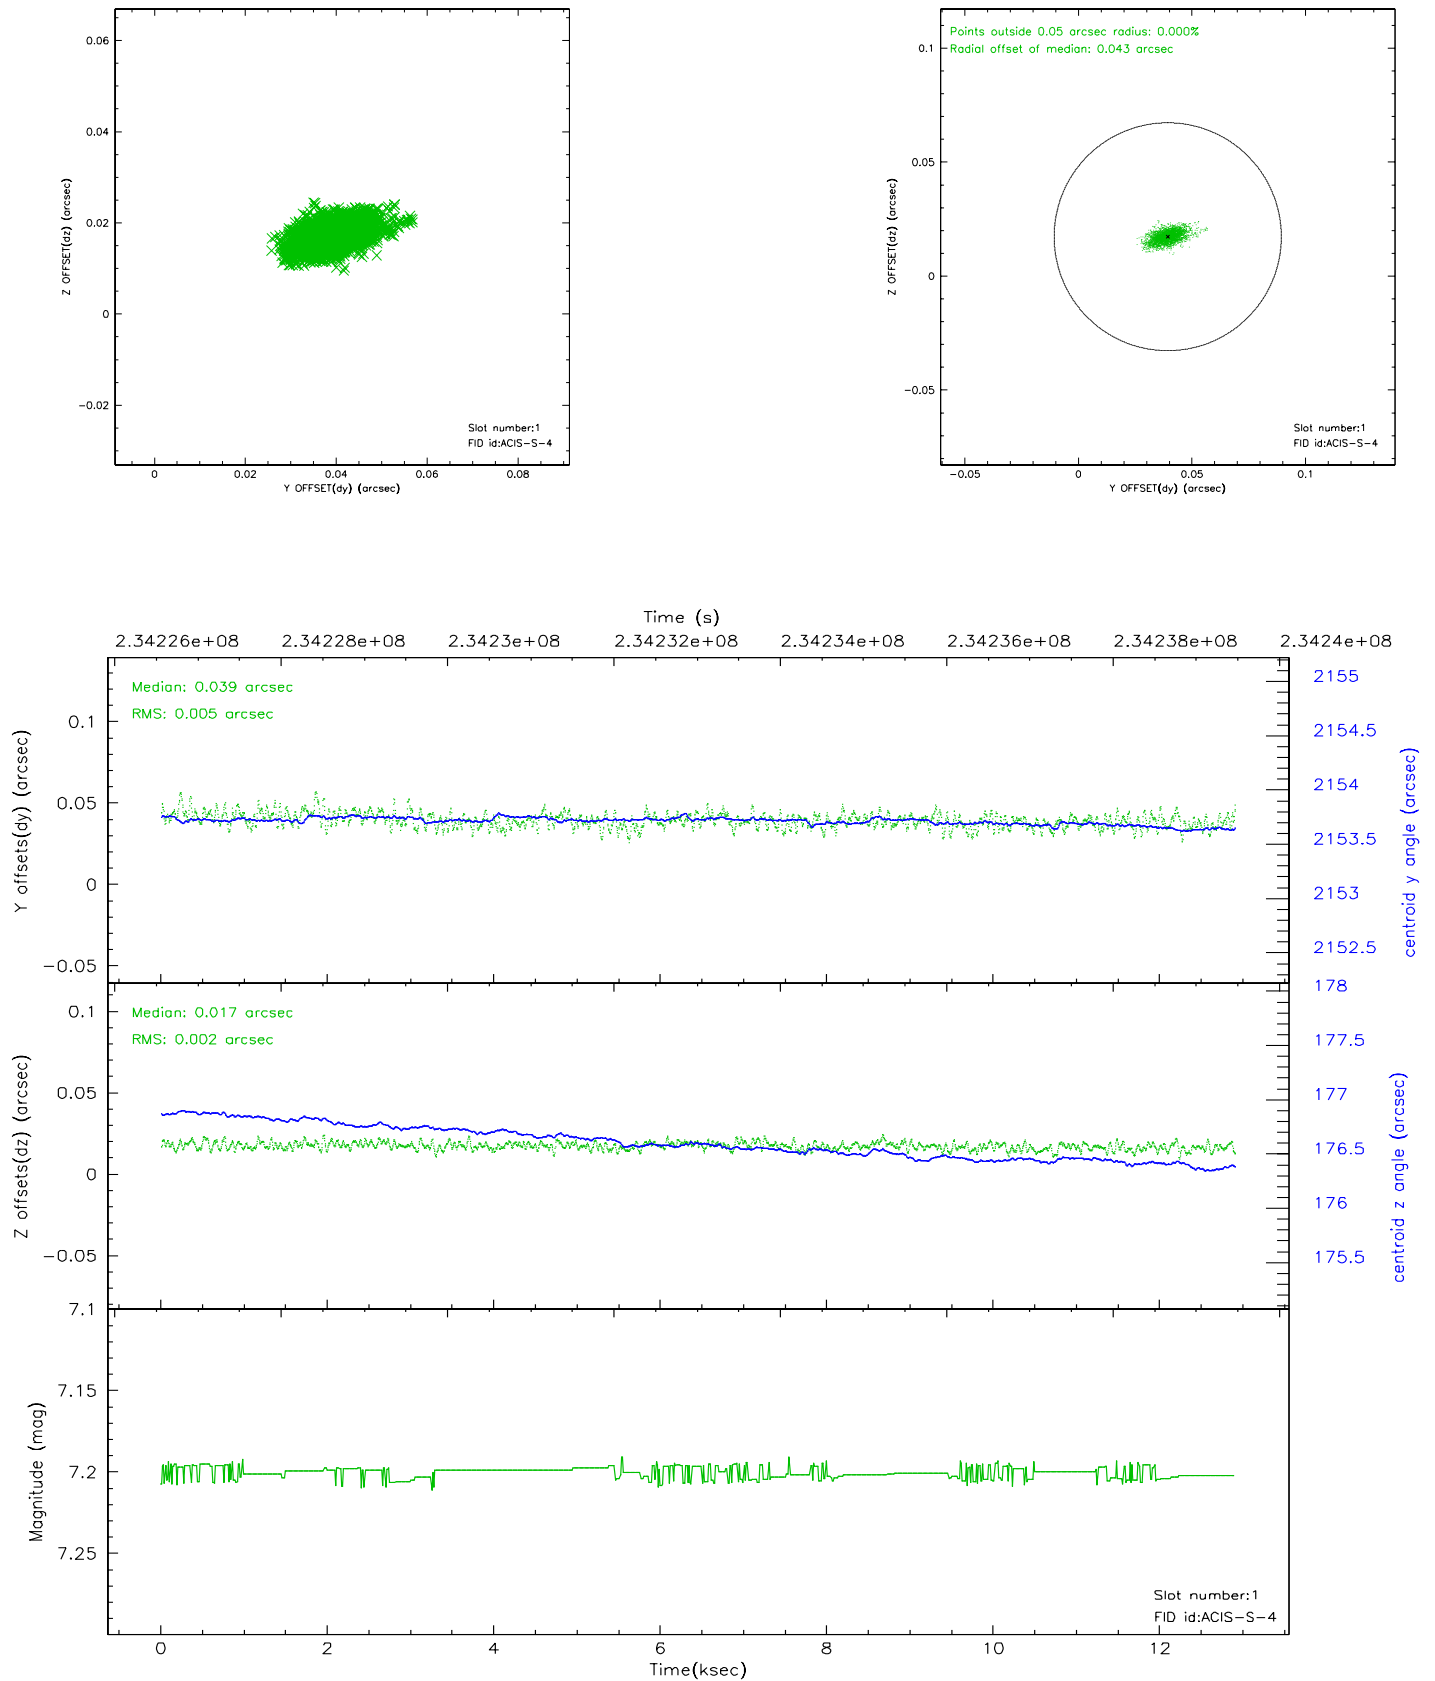 0.06
0.04
0.02
0
−0.02
Z OFFSET(dz) (arcsec)
Slot number:1
FID id:ACIS−S−4
0 0.02 0.04 0.06 0.08
Y OFFSET(dy) (arcsec)
Points outside 0.05 arcsec radius: 0.000%
Radial offset of median: 0.043 arcsec
0.1
0.05
0
−0.05
Z OFFSET(dz) (arcsec)
Slot number:1
FID id:ACIS−S−4
−0.05 0 0.05 0.1
Y OFFSET(dy) (arcsec)
Time (s)
2.34226e+08 2.34228e+08 2.3423e+08 2.34232e+08 2.34234e+08 2.34236e+08 2.34238e+08 2.3424e+08
Median: 0.039 arcsec
RMS: 0.005 arcsec
0.1
0.05
0
−0.05
Y offsets(dy) (arcsec)
2155
2154.5
2154
2153.5
2153
2152.5
centroid y angle (arcsec)
Median: 0.017 arcsec
RMS: 0.002 arcsec
0.1
0.05
0
−0.05
Z offsets(dz) (arcsec)
178
177.5
177
176.5
176
175.5
centroid z angle (arcsec)
7.1
7.15
7.2
7.25
Magnitude (mag)
Slot number:1
FID id:ACIS−S−4
0 2 4 6 8 10 12
Time(ksec)